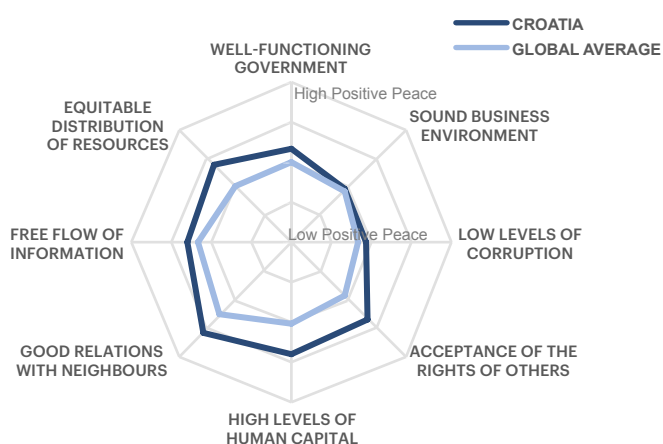 CROATIA
GLOBAL AVERAGE
WELL-FUNCTIONING
GOVERNMENT
High Positive Peace
EQUITABLE
DISTRIBUTION
OF RESOURCES
SOUND BUSINESS
ENVIRONMENT
FREE FLOW OF
INFORMATION
Low Positive Peace
LOW LEVELS OF
CORRUPTION
GOOD RELATIONS
WITH NEIGHBOURS
ACCEPTANCE OF THE
RIGHTS OF OTHERS
HIGH LEVELS OF
HUMAN CAPITAL